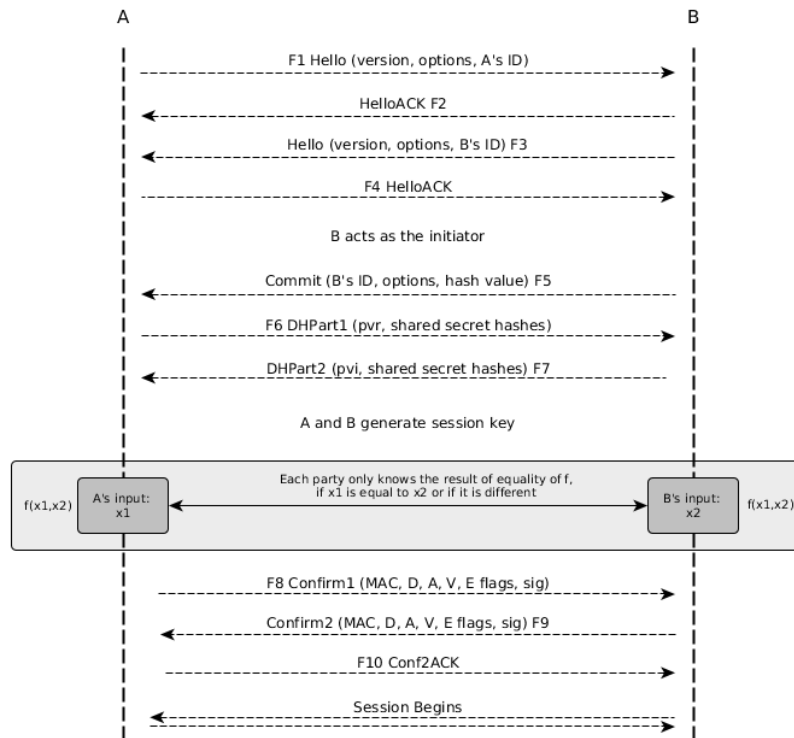 A
B
F1 Hello (version, options, A's ID)
HelloACK F2
Hello (version, options, B's ID) F3
F4 HelloACK
B acts as the initiator
Commit (B's ID, options, hash value) F5
F6 DHPart1 (pvr, shared secret hashes)
DHPart2 (pvi, shared secret hashes) F7
A and B generate session key
Each party only knows the result of equality of f,
if x1 is equal to x2 or if it is different
f(x1,x2)
A's input:
x1
B's input:
x2
f(x1,x2)
F8 Confirm1 (MAC, D, A, V, E flags, sig)
Confirm2 (MAC, D, A, V, E flags, sig) F9
F10 Conf2ACK
Session Begins